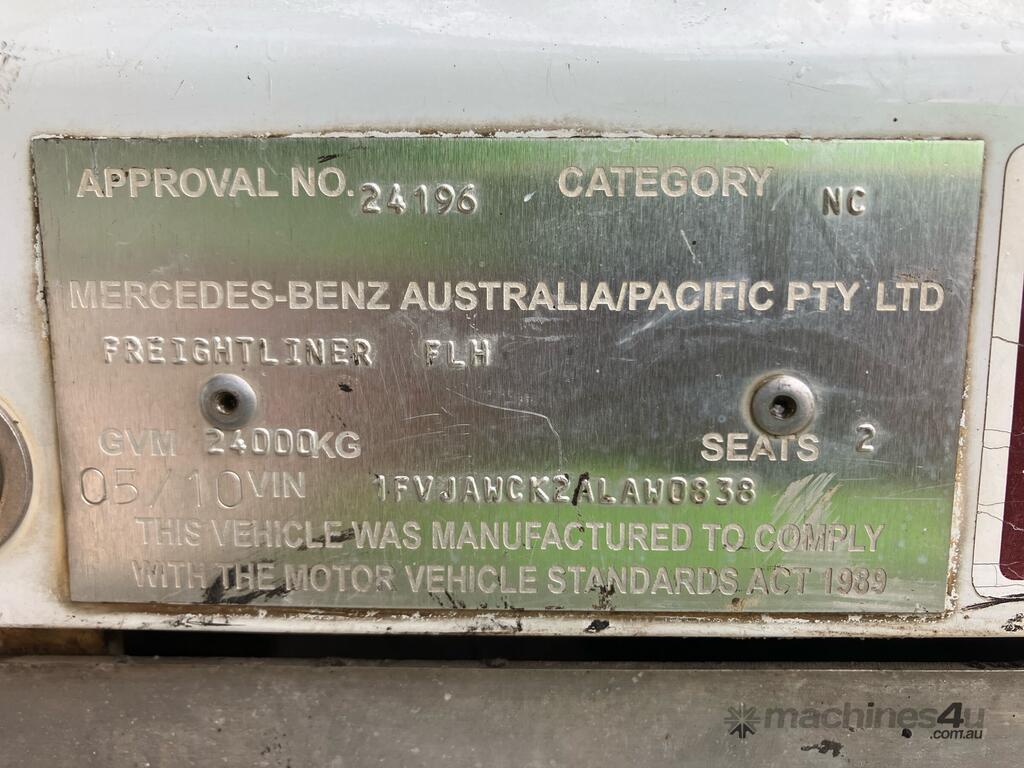 APPROVAL NO. 24196 CATEGORY NC
MERCEDES-BENZ AUSTRALIA/PACIFIC PTY LTD
FREIGHTLINER FLH
GVM 24000KG SEATS 2
05/10 VIN 1FVJAWCK2ALAW0838
THIS VEHICLE WAS MANUFACTURED TO COMPLY
WITH THE MOTOR VEHICLE STANDARDS ACT 1989
machines4u
.com.au